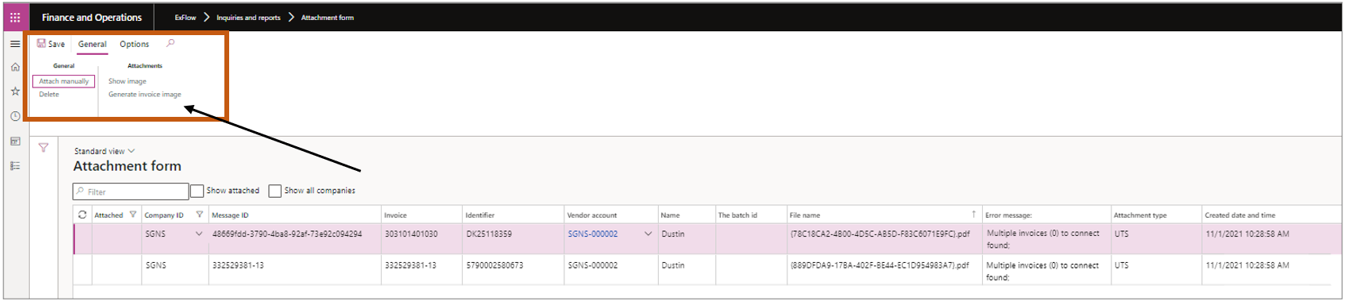 Finance and Operations
ExFlow > Inquiries and reports > Attachment form
Save General Options
General Attachments
Attach manually Show image
Delete Generate invoice image
Standard view
Attachment form
Filter Show attached Show all companies
Attached Company ID Message ID Invoice Identifier Vendor account Name The batch id File name Error message: Attachment type Created date and time
SGNS 48669fdd-3790-4ba8-92af-73e92c094294 303101401030 DK25118359 SGNS-000002 Dustin {78C18CA2-4B00-4D5C-AB5D-F83C6071E9FC}.pdf Multiple invoices (0) to connect found; UTS 11/1/2021 10:28:58 AM
SGNS 332529381-13 332529381-13 5790002580673 SGNS-000002 Dustin {889DFDA9-17BA-402F-BE44-EC1D954983A7}.pdf Multiple invoices (0) to connect found; UTS 11/1/2021 10:28:58 AM